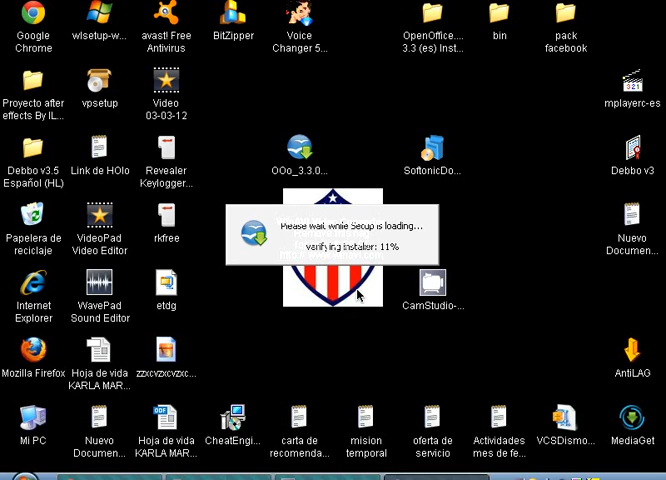 Google
Chrome
wlsetup-w...
avast! Free
Antivirus
BitZipper
Voice
Changer 5...
OpenOffice....
3.3 (es) Inst...
bin
pack
facebook
Proyecto after
effects By IL...
vpsetup
Video
03-03-12
mplayerc-es
Debbo v3.5
Español (HL)
Link de HOlo
Revealer
Keylogger...
OOo_3.3.0...
SoftonicDo...
Debbo v3
Papelera de
reciclaje
VideoPad
Video Editor
rkfree
Please wait while Setup is loading...
verifying installer: 11%
Nuevo
Documen...
Internet
Explorer
WavePad
Sound Editor
etdg
CamStudio-...
Mozilla Firefox
Hoja de vida
KARLA MAR...
zzxcvzxcvzxc...
AntiLAG
Mi PC
Nuevo
Documen...
Hoja de vida
KARLA MAR...
CheatEngi...
carta de
recomenda...
mision
temporal
oferta de
servicio
Actividades
mes de fe...
VCSDismo...
MediaGet